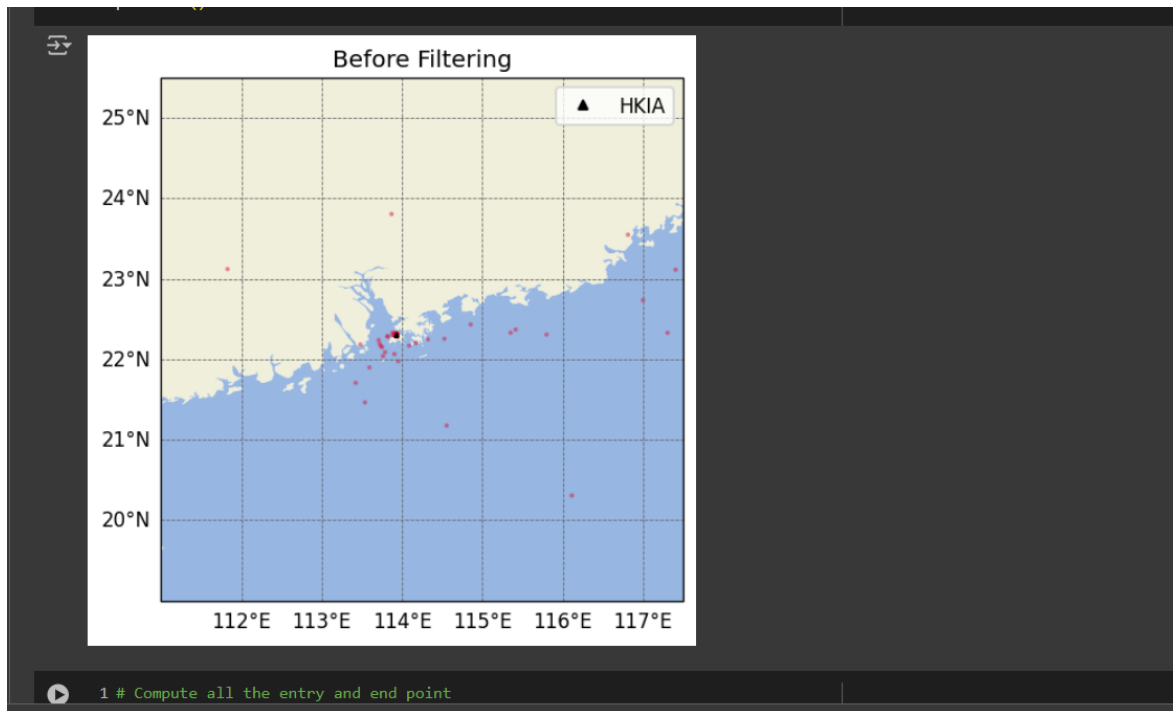 Before Filtering
HKIA
25°N
24°N
23°N
22°N
21°N
20°N
112°E 113°E 114°E 115°E 116°E 117°E
1 # Compute all the entry and end point